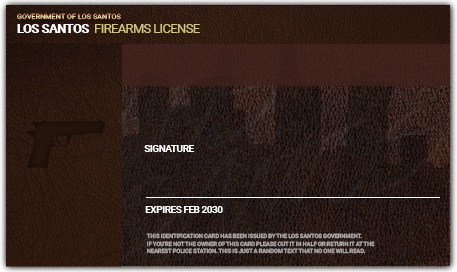 GOVERNMENT OF LOS SANTOS
LOS SANTOS FIREARMS LICENSE
SIGNATURE
EXPIRES FEB 2030
THIS IDENTIFICATION CARD HAS BEEN ISSUED BY THE LOS SANTOS GOVERNMENT.
IF YOU'RE NOT THE OWNER OF THIS CARD PLEASE CUT IT IN HALF OR RETURN IT AT THE
NEAREST POLICE STATION. THIS IS JUST A RANDOM TEXT THAT NO ONE WILL READ.